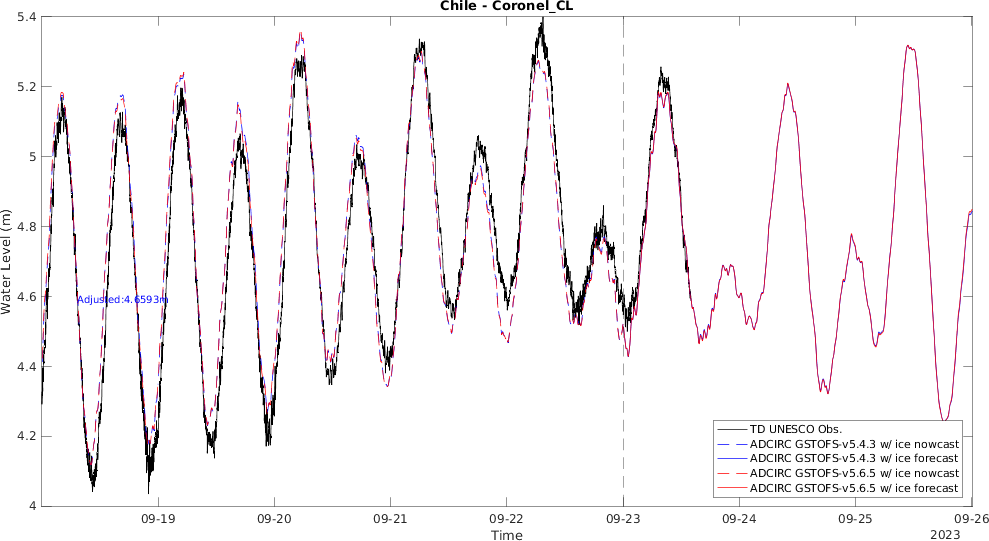 Chile - Coronel_CL
5.4
5.2
5
4.8
4.6
4.4
4.2
4
Water Level (m)
Adjusted:4.6593m
TD UNESCO Obs.
ADCIRC GSTOFS-v5.4.3 w/ ice nowcast
ADCIRC GSTOFS-v5.4.3 w/ ice forecast
ADCIRC GSTOFS-v5.6.5 w/ ice nowcast
ADCIRC GSTOFS-v5.6.5 w/ ice forecast
09-19 09-20 09-21 09-22 09-23 09-24 09-25 09-26
Time
2023